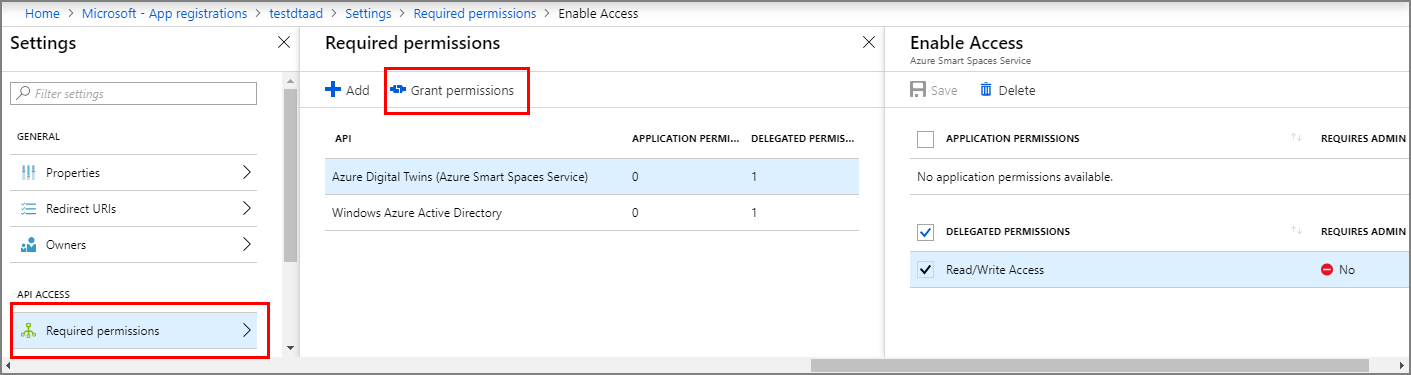 Home > Microsoft - App registrations > testdtaad > Settings > Required permissions > Enable Access
Settings
Filter settings
GENERAL
Properties
Redirect URIs
Owners
API ACCESS
Required permissions
Required permissions
Add
Grant permissions
API APPLICATION PERMI... DELEGATED PERMIS...
Azure Digital Twins (Azure Smart Spaces Service) 0 1
Windows Azure Active Directory 0 1
Enable Access
Azure Smart Spaces Service
Save Delete
APPLICATION PERMISSIONS REQUIRES ADMIN
No application permissions available.
DELEGATED PERMISSIONS REQUIRES ADMIN
Read/Write Access No